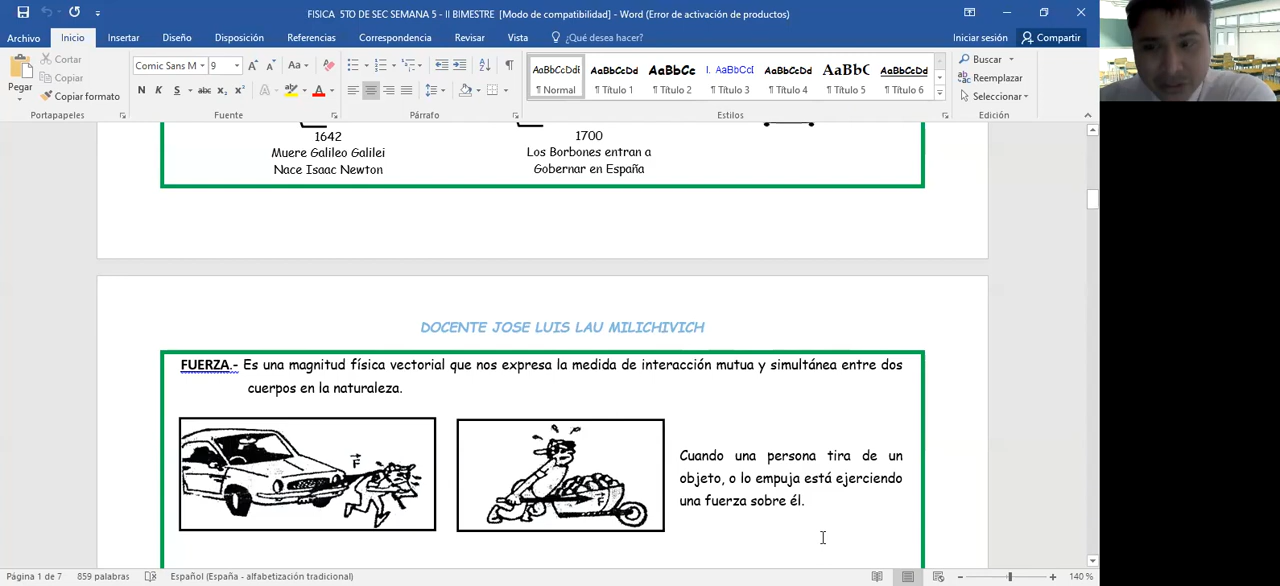 FISICA 5TO DE SEC SEMANA 5 - II BIMESTRE [Modo de compatibilidad] - Word (Error de activación de productos)
Archivo Inicio Insertar Diseño Disposición Referencias Correspondencia Revisar Vista ¿Qué desea hacer? Iniciar sesión Compartir
Pegar
Cortar
Copiar
Copiar formato
Portapapeles
Comic Sans M 9
N K S abc x₂ x²
Fuente
Párrafo
AaBbCcDdE AaBbCcDd AaBbCc I. AaBbCcI AaBbCcDd AaBbC AaBbCcDd
¶ Normal ¶ Título 1 ¶ Título 2 ¶ Título 3 ¶ Título 4 ¶ Título 5 ¶ Título 6
Estilos
Buscar
Reemplazar
Seleccionar
Edición
1642
Muere Galileo Galilei
Nace Isaac Newton
1700
Los Borbones entran a
Gobernar en España
DOCENTE JOSE LUIS LAU MILICHIVICH
FUERZA.- Es una magnitud física vectorial que nos expresa la medida de interacción mutua y simultánea entre dos
cuerpos en la naturaleza.
F
F
Cuando una persona tira de un
objeto, o lo empuja está ejerciendo
una fuerza sobre él.
Página 1 de 7 859 palabras Español (España - alfabetización tradicional) 140 %